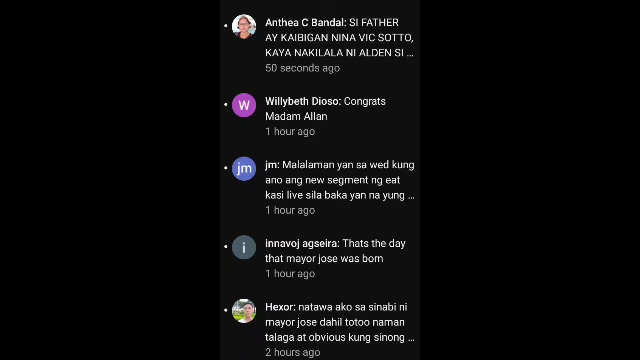 Anthea C Bandal: SI FATHER
AY KAIBIGAN NINA VIC SOTTO,
KAYA NAKILALA NI ALDEN SI ...
50 seconds ago
W
Willybeth Dioso: Congrats
Madam Allan
1 hour ago
jm
jm: Malalaman yan sa wed kung
ano ang new segment ng eat
kasi live sila baka yan na yung ...
1 hour ago
i
innavoj agseira: Thats the day
that mayor jose was born
1 hour ago
Hexor: natawa ako sa sinabi ni
mayor jose dahil totoo naman
talaga at obvious kung sinong ...
2 hours ago